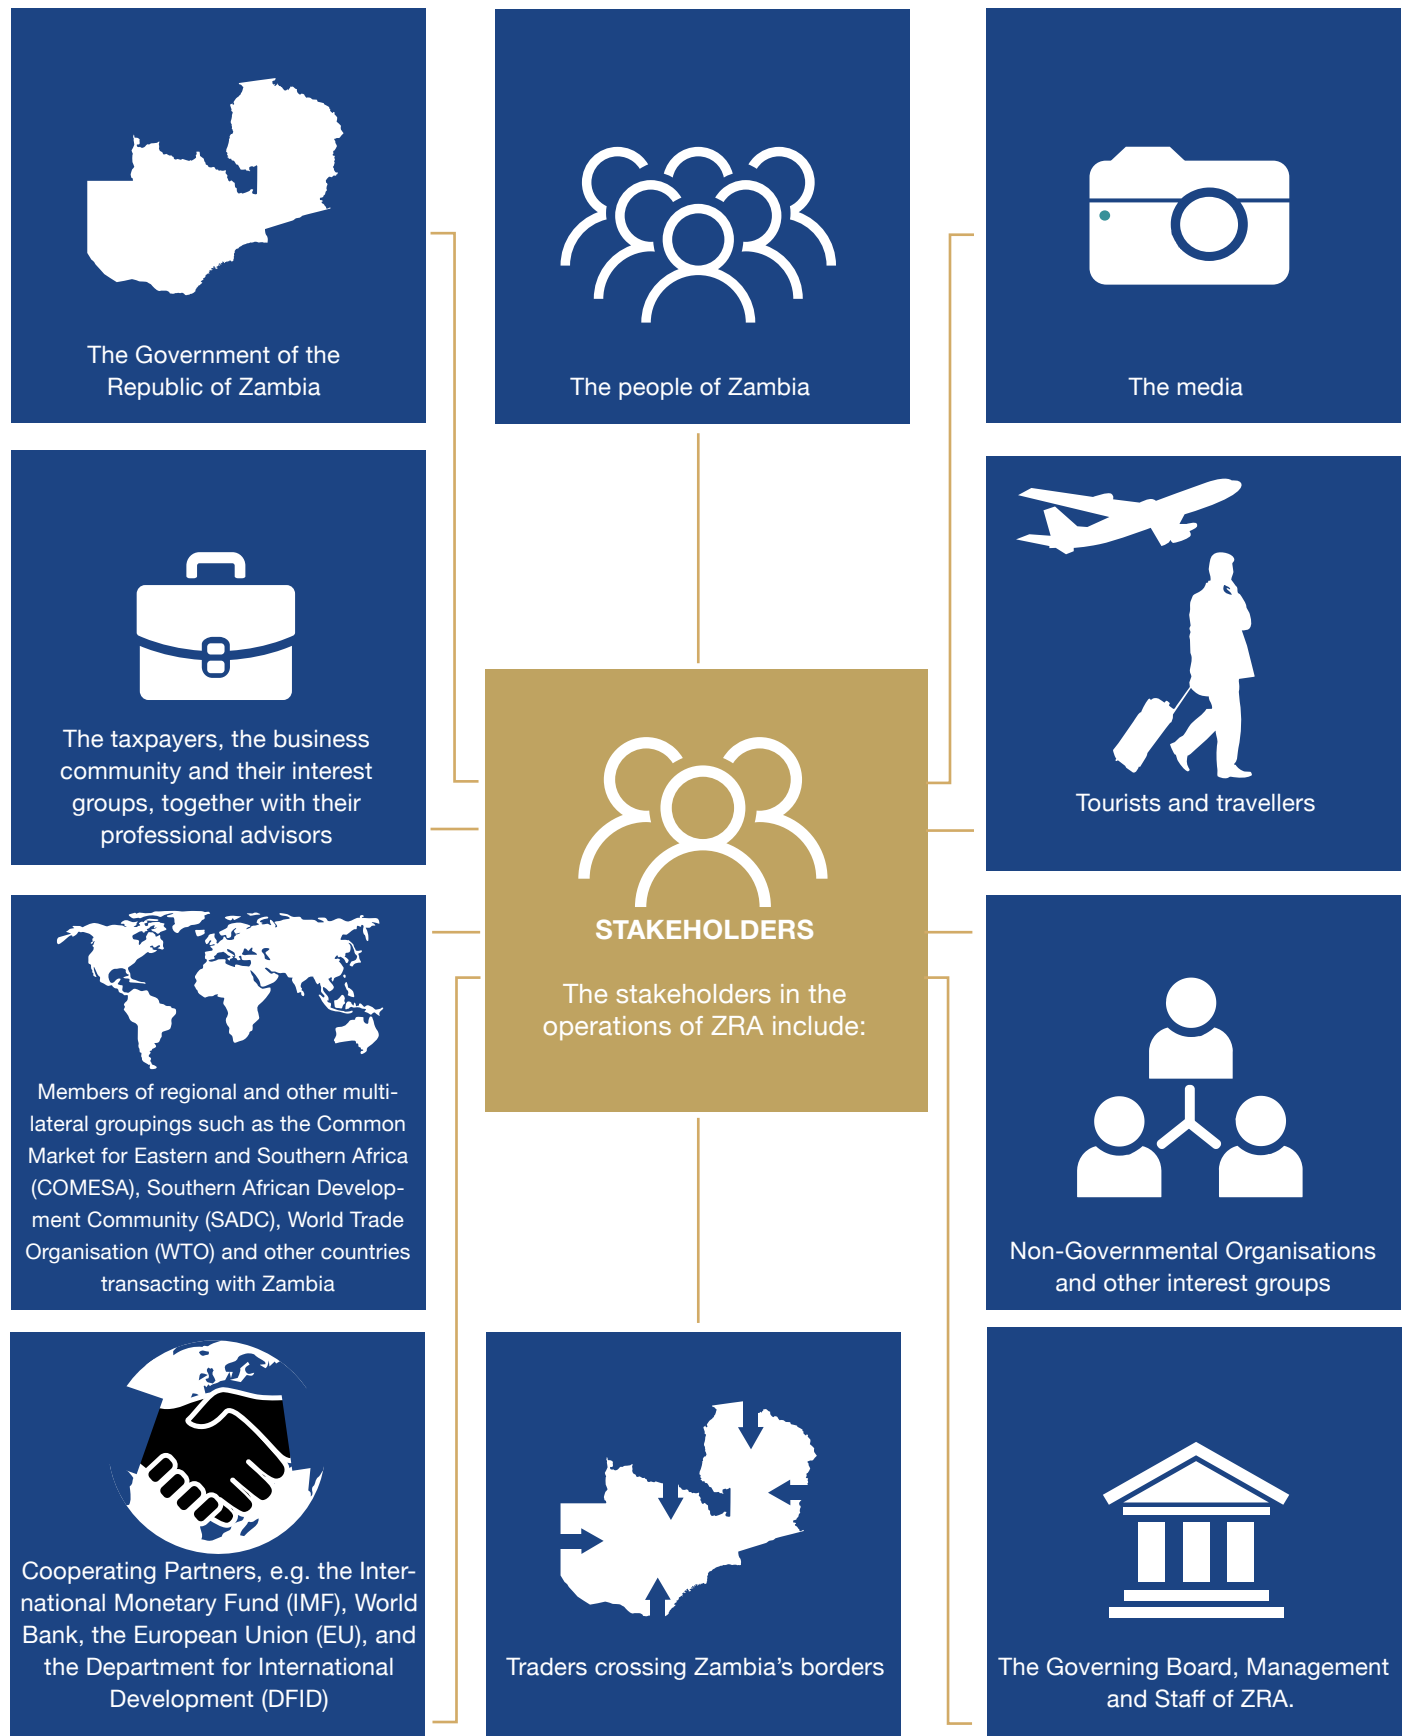 The Government of the
Republic of Zambia
The people of Zambia
The media
The taxpayers, the business
community and their interest
groups, together with their
professional advisors
Tourists and travellers
STAKEHOLDERS
The stakeholders in the
operations of ZRA include:
Members of regional and other multi-
lateral groupings such as the Common
Market for Eastern and Southern Africa
(COMESA), Southern African Develop-
ment Community (SADC), World Trade
Organisation (WTO) and other countries
transacting with Zambia
Non-Governmental Organisations
and other interest groups
Cooperating Partners, e.g. the Inter-
national Monetary Fund (IMF), World
Bank, the European Union (EU), and
the Department for International
Development (DFID)
Traders crossing Zambia’s borders
The Governing Board, Management
and Staff of ZRA.